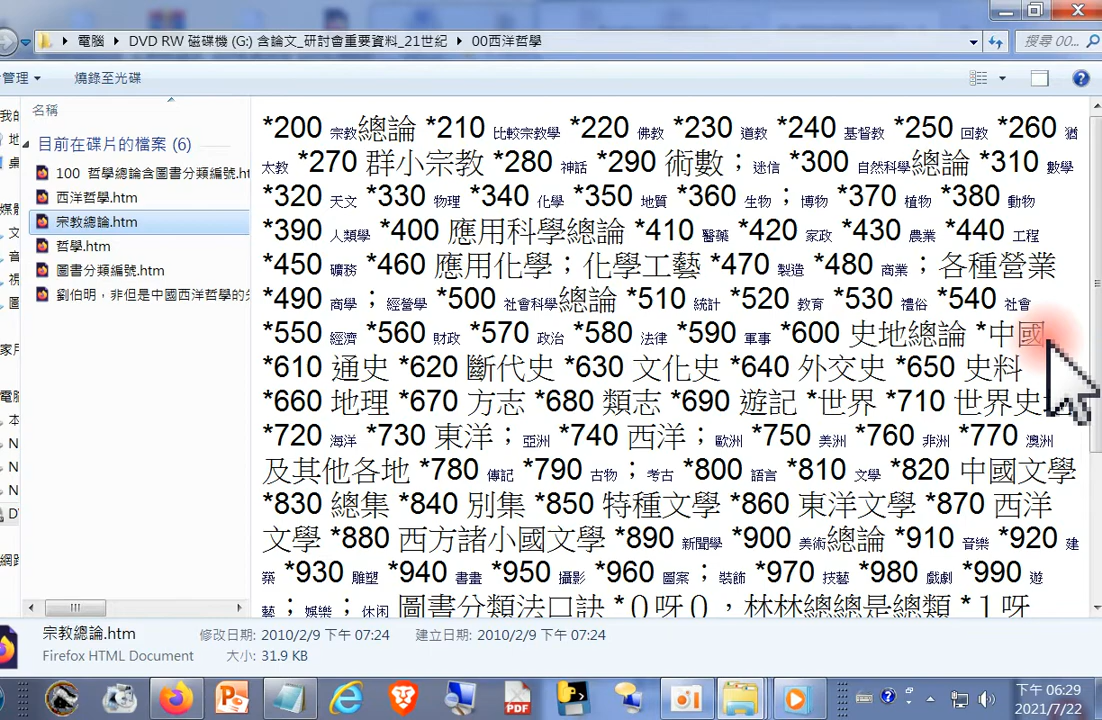 電腦 ▸ DVD RW 磁碟機 (G:) 含論文_研討會重要資料_21世紀 ▸ 00西洋哲學
搜尋 00...
管理 燒錄至光碟
名稱
目前在碟片的檔案 (6)
100 哲學總論含圖書分類編號.ht
西洋哲學.htm
宗教總論.htm
哲學.htm
圖書分類編號.htm
劉伯明，非但是中國西洋哲學的
*200 宗教總論 *210 比較宗教學 *220 佛教 *230 道教 *240 基督教 *250 回教 *260 猶
太教 *270 群小宗教 *280 神話 *290 術數；迷信 *300 自然科學總論 *310 數學
*320 天文 *330 物理 *340 化學 *350 地質 *360 生物；博物 *370 植物 *380 動物
*390 人類學 *400 應用科學總論 *410 醫藥 *420 家政 *430 農業 *440 工程
*450 礦務 *460 應用化學；化學工藝 *470 製造 *480 商業；各種營業
*490 商學；經營學 *500 社會科學總論 *510 統計 *520 教育 *530 禮俗 *540 社會
*550 經濟 *560 財政 *570 政治 *580 法律 *590 軍事 *600 史地總論 *中國
*610 通史 *620 斷代史 *630 文化史 *640 外交史 *650 史料
*660 地理 *670 方志 *680 類志 *690 遊記 *世界 *710 世界史
*720 海洋 *730 東洋；亞洲 *740 西洋；歐洲 *750 美洲 *760 非洲 *770 澳洲
及其他各地 *780 傳記 *790 古物；考古 *800 語言 *810 文學 *820 中國文學
*830 總集 *840 別集 *850 特種文學 *860 東洋文學 *870 西洋
文學 *880 西方諸小國文學 *890 新聞學 *900 美術總論 *910 音樂 *920 建
築 *930 雕塑 *940 書畫 *950 攝影 *960 圖案；裝飾 *970 技藝 *980 戲劇 *990 遊
藝；娛樂；休閒 圖書分類法口訣 *０呀０，林林總總是總類 *１呀
宗教總論.htm 修改日期: 2010/2/9 下午 07:24 建立日期: 2010/2/9 下午 07:24
Firefox HTML Document 大小: 31.9 KB
下午 06:29
2021/7/22